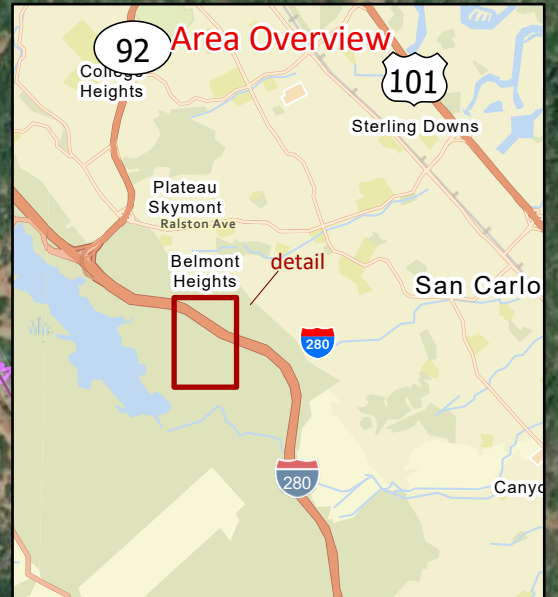 Area Overview
92
College
Heights
101
Sterling Downs
Plateau
Skymont
Ralston Ave
Belmont
Heights
detail
San Carlo
280
280
Canyo